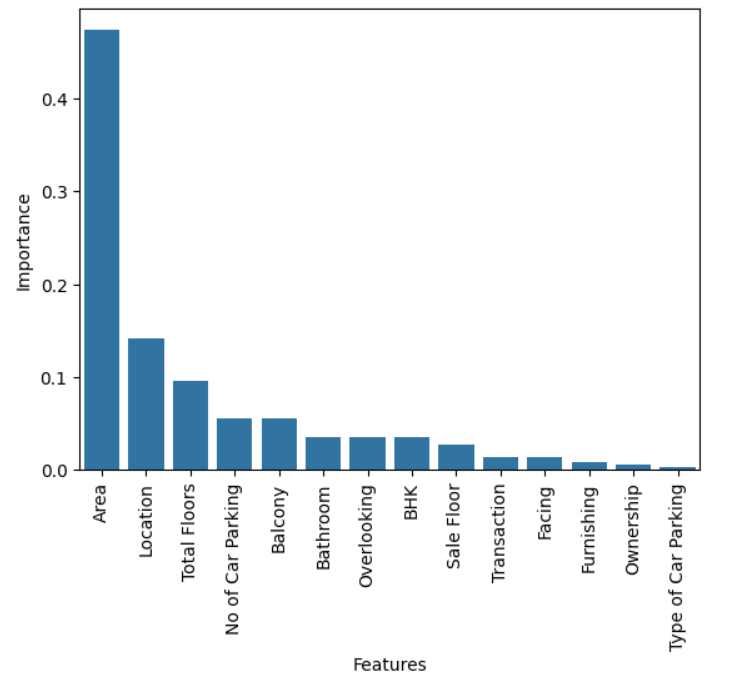 Importance
0.4
0.3
0.2
0.1
0.0
Area
Location
Total Floors
No of Car Parking
Balcony
Bathroom
Overlooking
BHK
Sale Floor
Transaction
Facing
Furnishing
Ownership
Type of Car Parking
Features